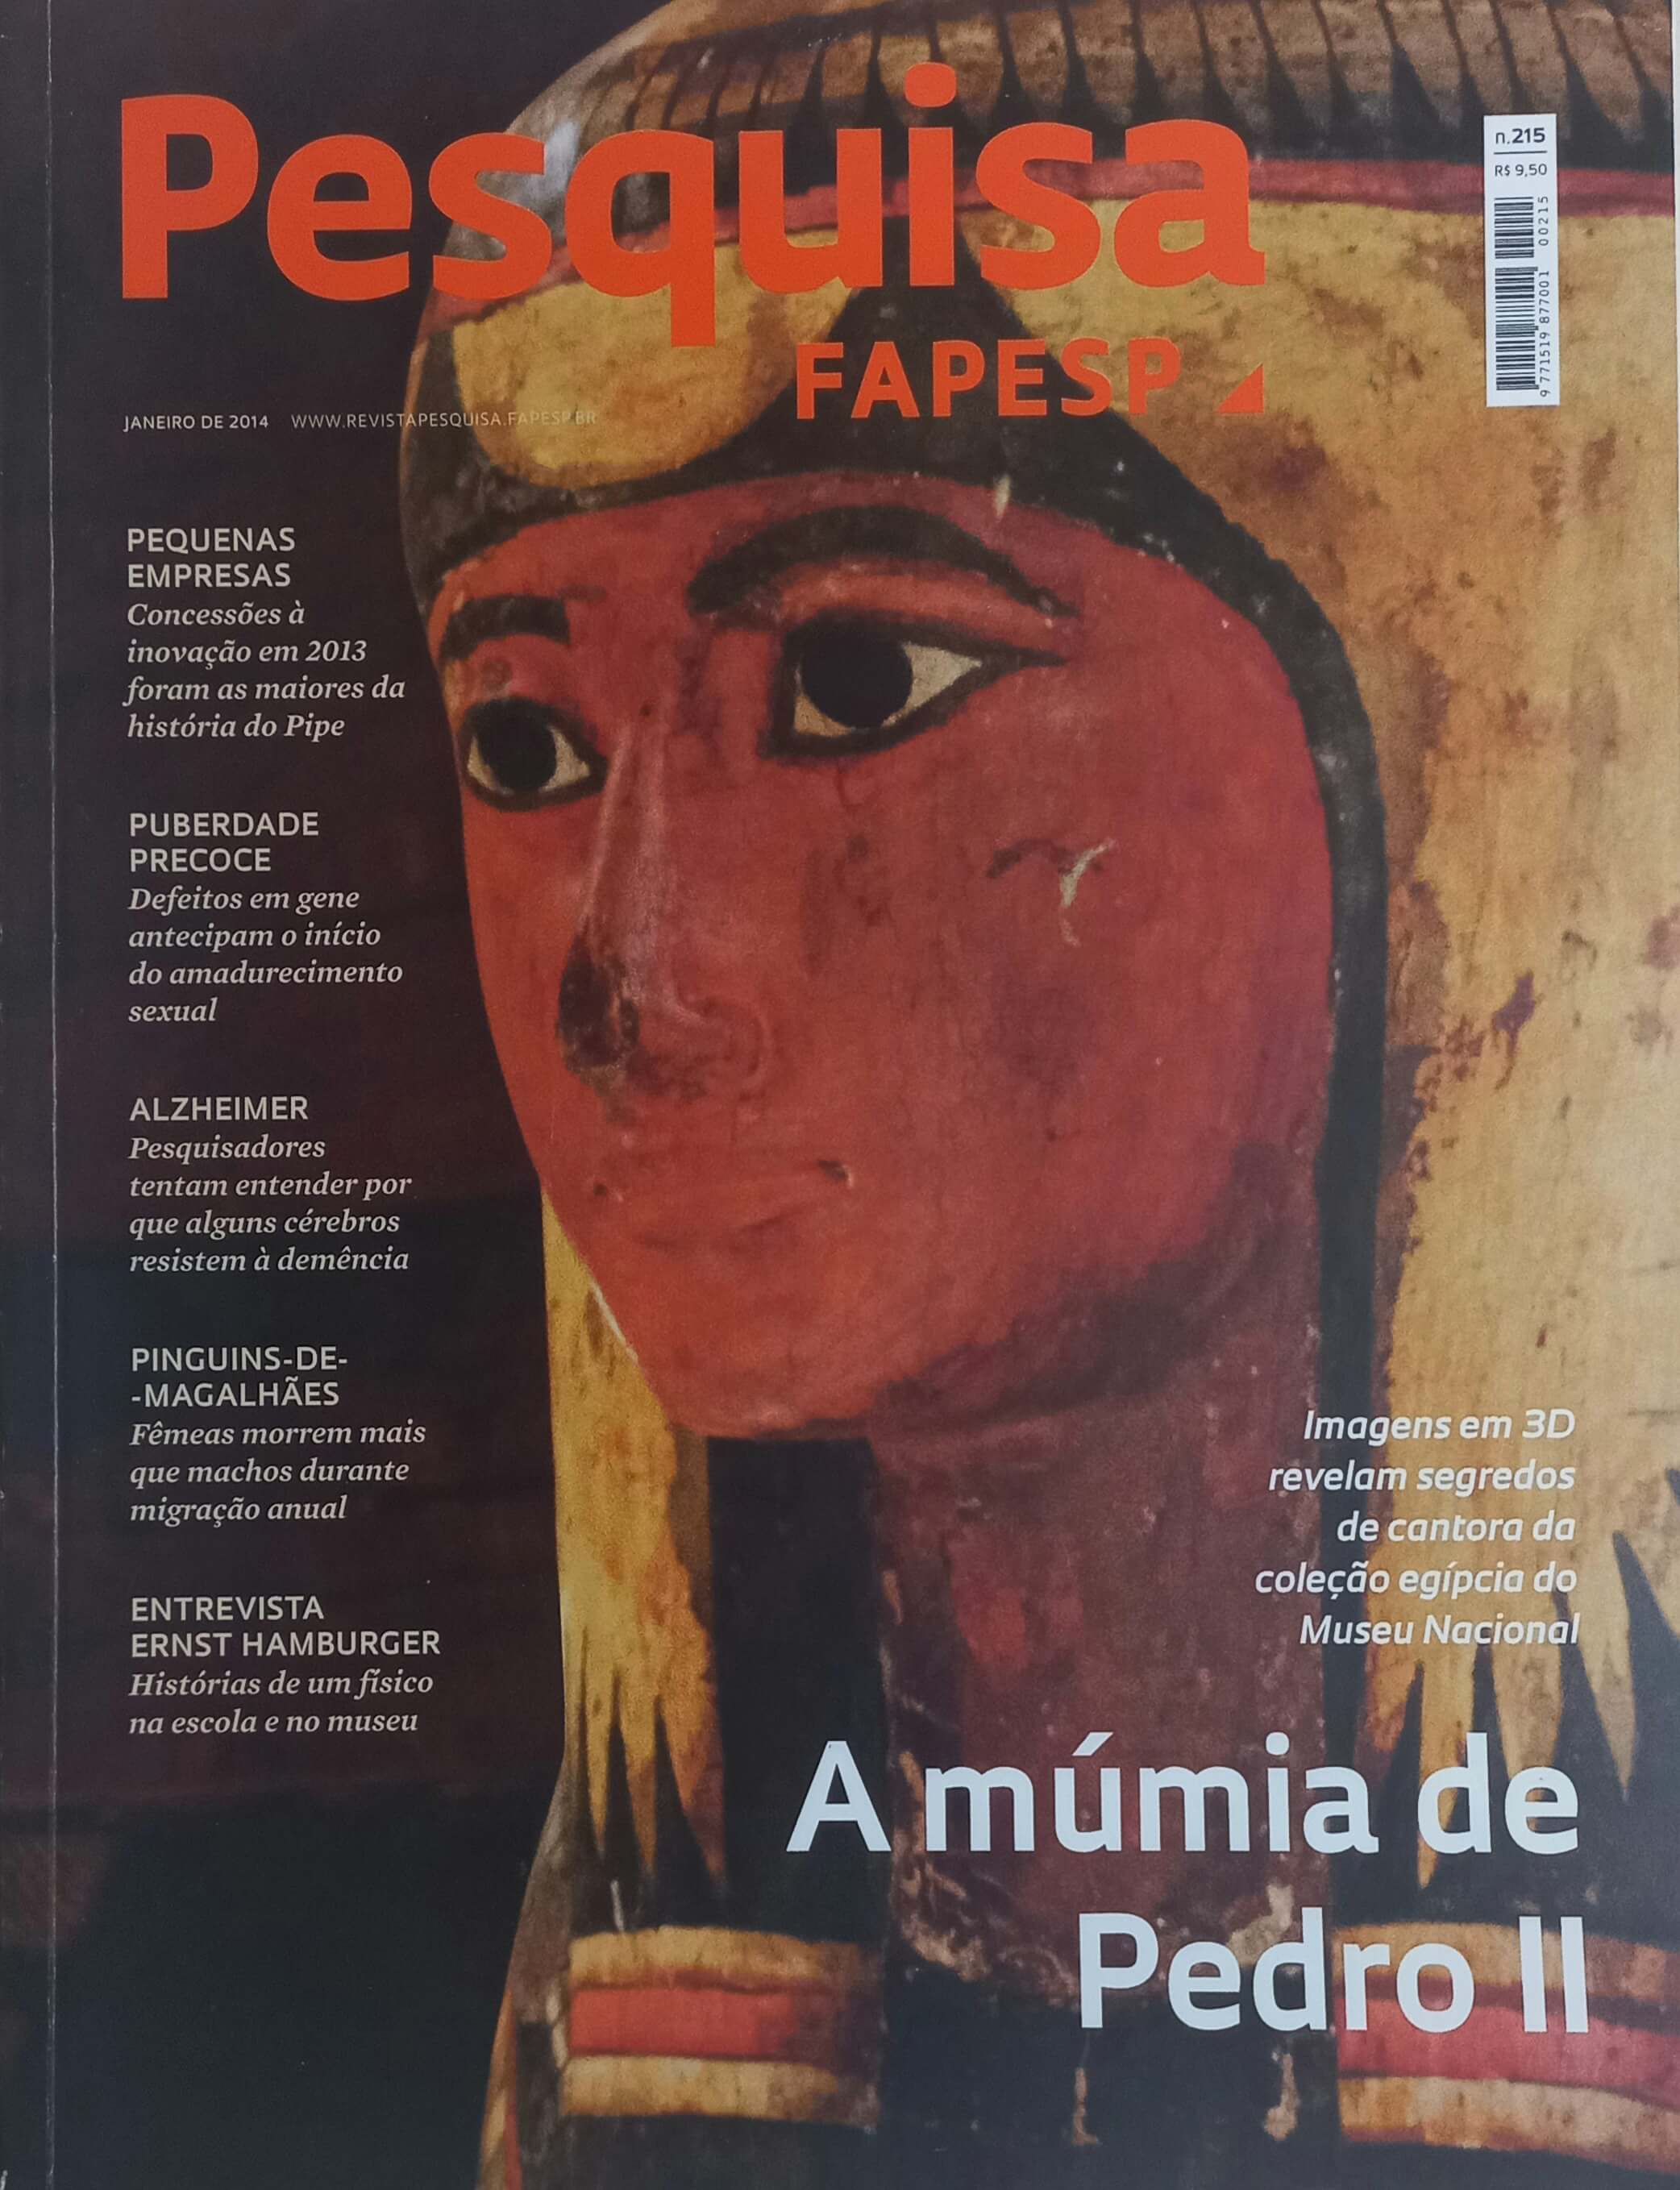 Pesquisa
FAPESP
n.215
R$ 9,50
00215
9 771519 877001
JANEIRO DE 2014 WWW.REVISTAPESQUISA.FAPESP.BR
PEQUENAS
EMPRESAS
Concessões à
inovação em 2013
foram as maiores da
história do Pipe
PUBERDADE
PRECOCE
Defeitos em gene
antecipam o início
do amadurecimento
sexual
ALZHEIMER
Pesquisadores
tentam entender por
que alguns cérebros
resistem à demência
PINGUINS-DE-
-MAGALHÃES
Fêmeas morrem mais
que machos durante
migração anual
ENTREVISTA
ERNST HAMBURGER
Histórias de um físico
na escola e no museu
Imagens em 3D
revelam segredos
de cantora da
coleção egípcia do
Museu Nacional
A múmia de
Pedro II